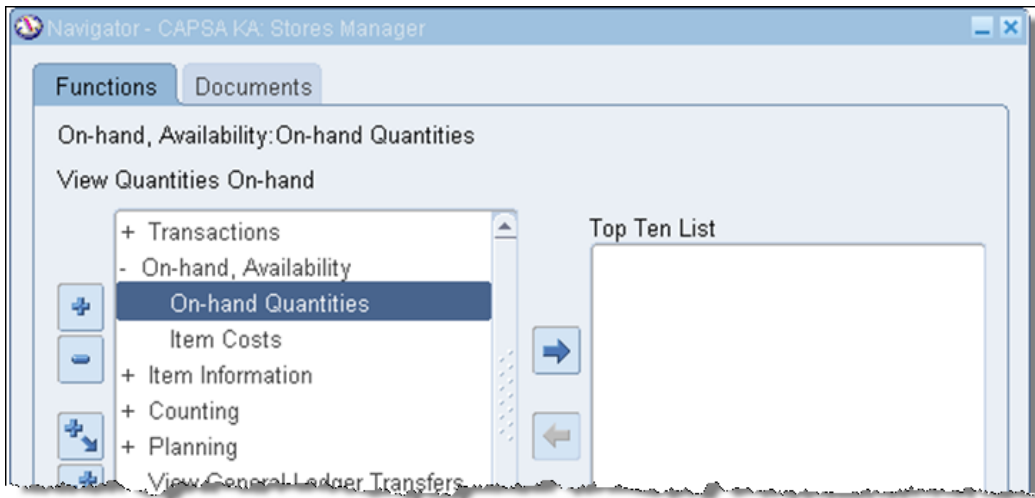 Navigator - CAPSA KA: Stores Manager
Functions
Documents
On-hand, Availability:On-hand Quantities
View Quantities On-hand
+ Transactions
- On-hand, Availability
On-hand Quantities
Item Costs
+ Item Information
+ Counting
+ Planning
View General Ledger Transfers
Top Ten List